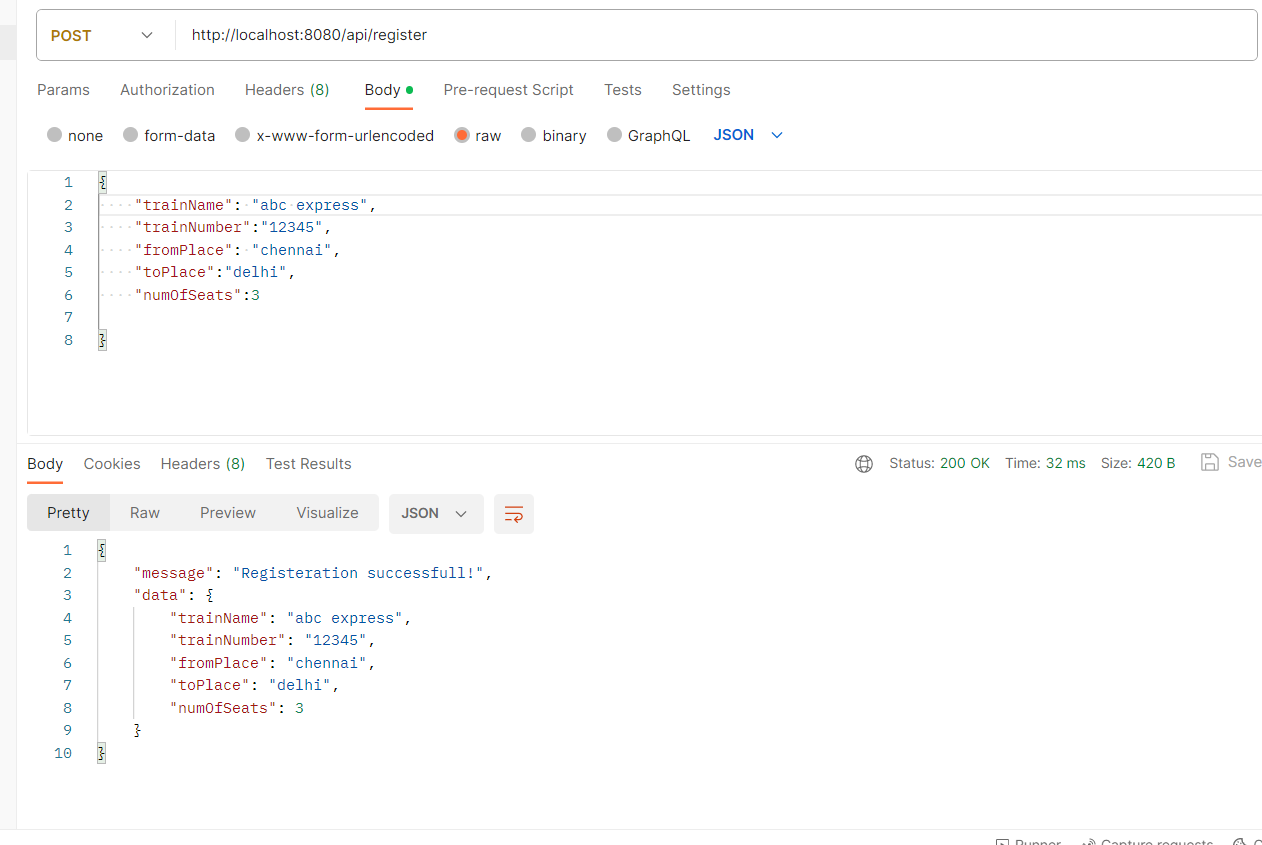 POST http://localhost:8080/api/register
Params Authorization Headers (8) Body Pre-request Script Tests Settings
none form-data x-www-form-urlencoded raw binary GraphQL JSON
1 {
2 "trainName": "abc express",
3 "trainNumber":"12345",
4 "fromPlace": "chennai",
5 "toPlace":"delhi",
6 "numOfSeats":3
7
8 }
Body Cookies Headers (8) Test Results Status: 200 OK Time: 32 ms Size: 420 B Save
Pretty Raw Preview Visualize JSON
1 {
2 "message": "Registeration successfull!",
3 "data": {
4 "trainName": "abc express",
5 "trainNumber": "12345",
6 "fromPlace": "chennai",
7 "toPlace": "delhi",
8 "numOfSeats": 3
9 }
10 }
Runner Capture requests